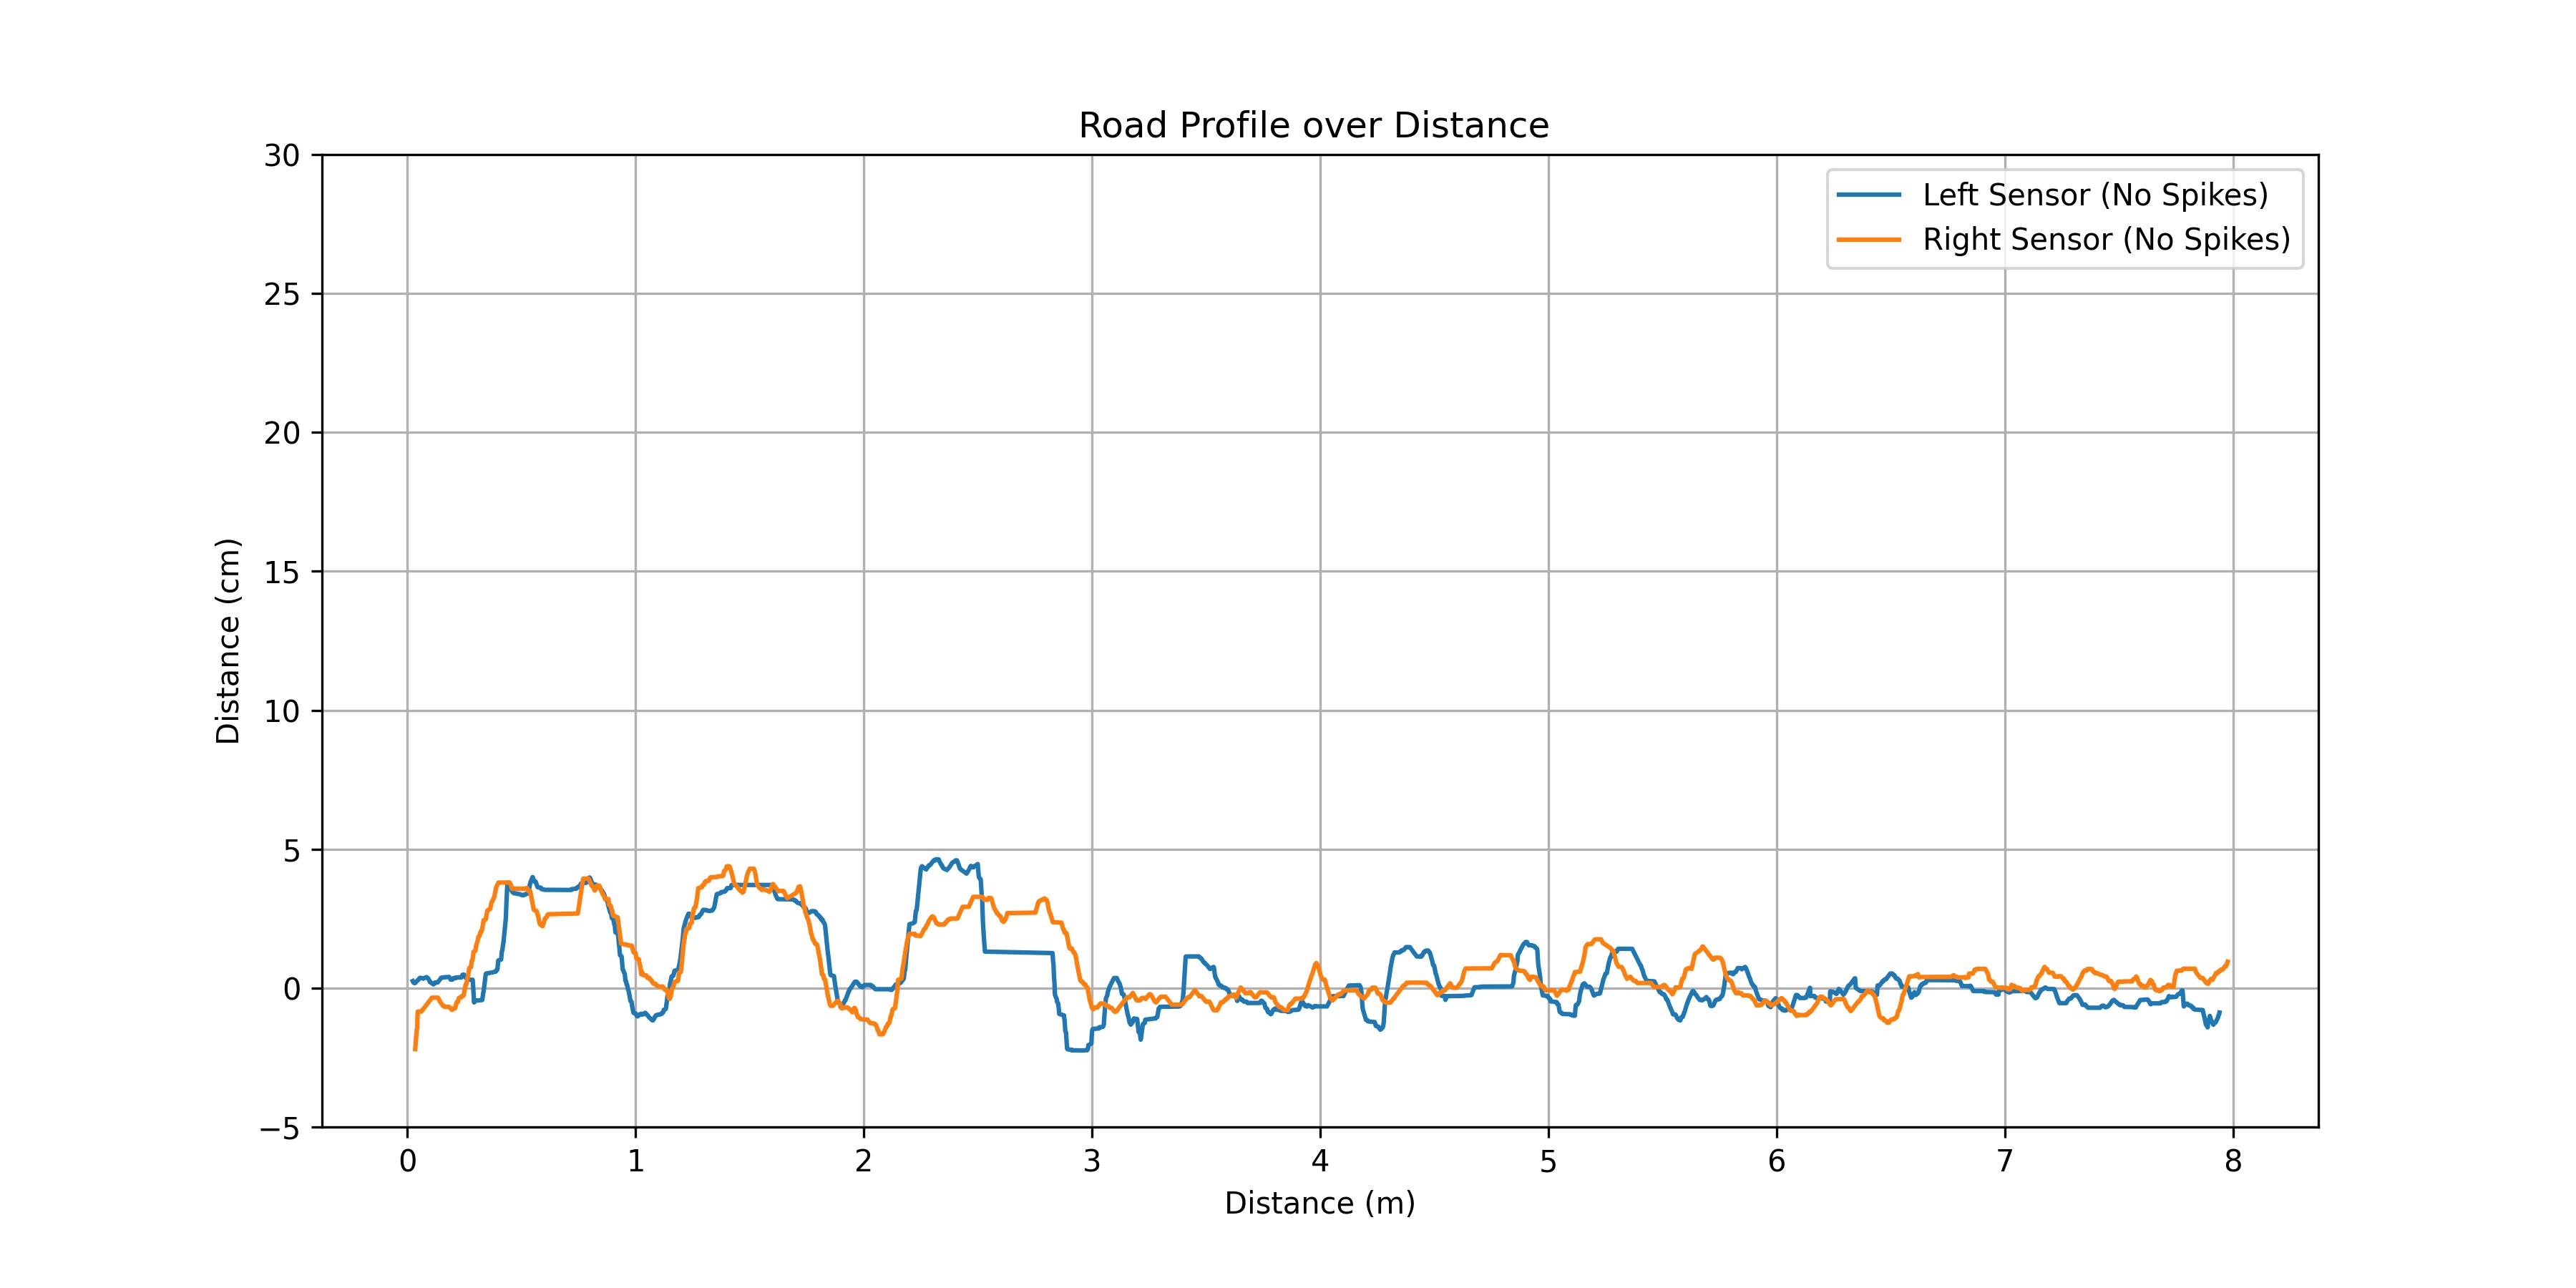 Road Profile over Distance
30
25
20
15
10
5
0
−5
Distance (cm)
Left Sensor (No Spikes)
Right Sensor (No Spikes)
0 1 2 3 4 5 6 7 8
Distance (m)